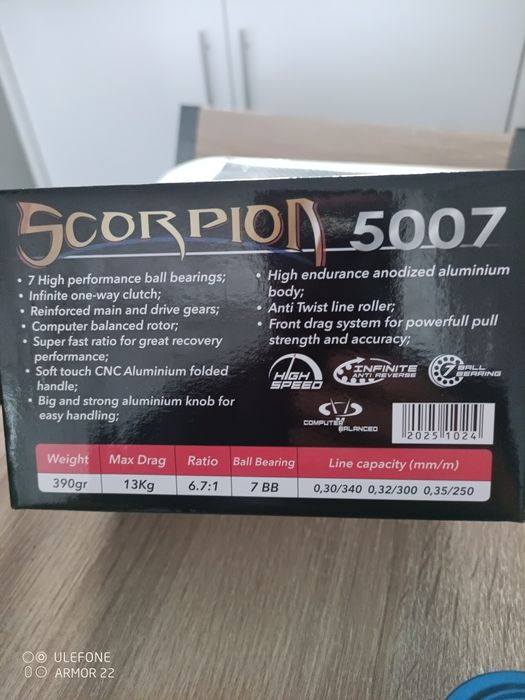 SCORPION 5007
• 7 High performance ball bearings;
• Infinite one-way clutch;
• Reinforced main and drive gears;
• Computer balanced rotor;
• Super fast ratio for great recovery
performance;
• Soft touch CNC Aluminium folded
handle;
• Big and strong aluminium knob for
easy handling;
• High endurance anodized aluminium
body;
• Anti Twist line roller;
• Front drag system for powerfull pull
strength and accuracy;
HIGH
SPEED
INFINITE
ANTI REVERSE
7 BALL
BEARING
COMPUTER
BALANCED
2025 1024
Weight Max Drag Ratio Ball Bearing Line capacity (mm/m)
390gr 13Kg 6.7:1 7 BB 0,30/340 0,32/300 0,35/250
ULEFONE
ARMOR 22